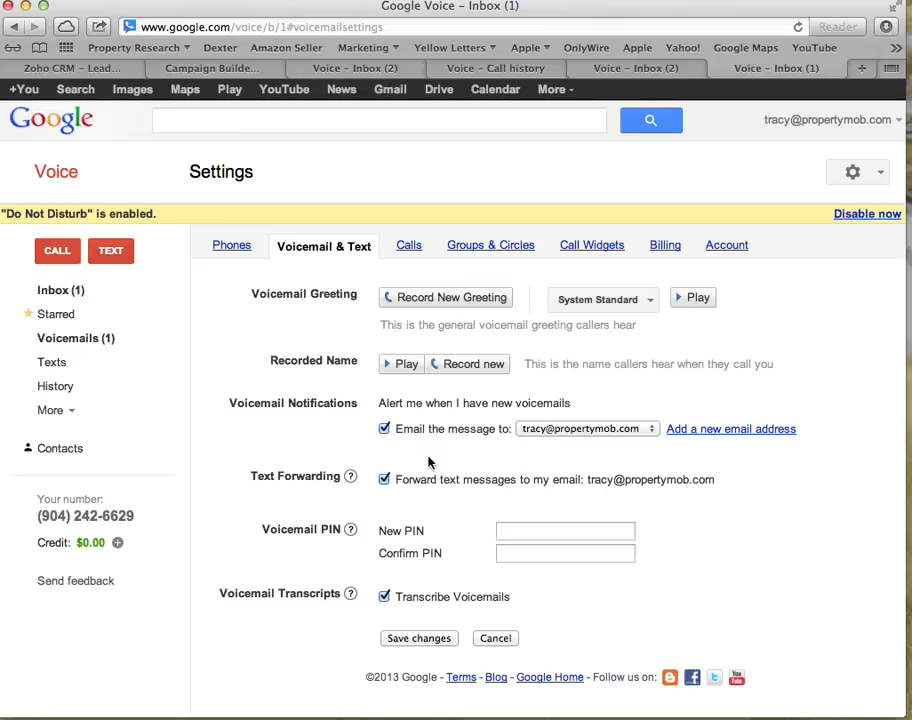 Google Voice - Inbox (1)
www.google.com/voice/b/1#voicemailsettings
Reader
Property Research Dexter Amazon Seller Marketing Yellow Letters Apple OnlyWire Apple Yahoo! Google Maps YouTube
Zoho CRM - Lead... Campaign Builde... Voice - Inbox (2) Voice - Call history Voice - Inbox (2) Voice - Inbox (1)
+You Search Images Maps Play YouTube News Gmail Drive Calendar More
Google
tracy@propertymob.com
Voice
Settings
"Do Not Disturb" is enabled. Disable now
CALL TEXT
Inbox (1)
Starred
Voicemails (1)
Texts
History
More
Contacts
Your number:
(904) 242-6629
Credit: $0.00
Send feedback
Phones Voicemail & Text Calls Groups & Circles Call Widgets Billing Account
Voicemail Greeting Record New Greeting System Standard Play
This is the general voicemail greeting callers hear
Recorded Name Play Record new This is the name callers hear when they call you
Voicemail Notifications Alert me when I have new voicemails
Email the message to: tracy@propertymob.com Add a new email address
Text Forwarding ? Forward text messages to my email: tracy@propertymob.com
Voicemail PIN ? New PIN
Confirm PIN
Voicemail Transcripts ? Transcribe Voicemails
Save changes Cancel
©2013 Google - Terms - Blog - Google Home - Follow us on: You Tube